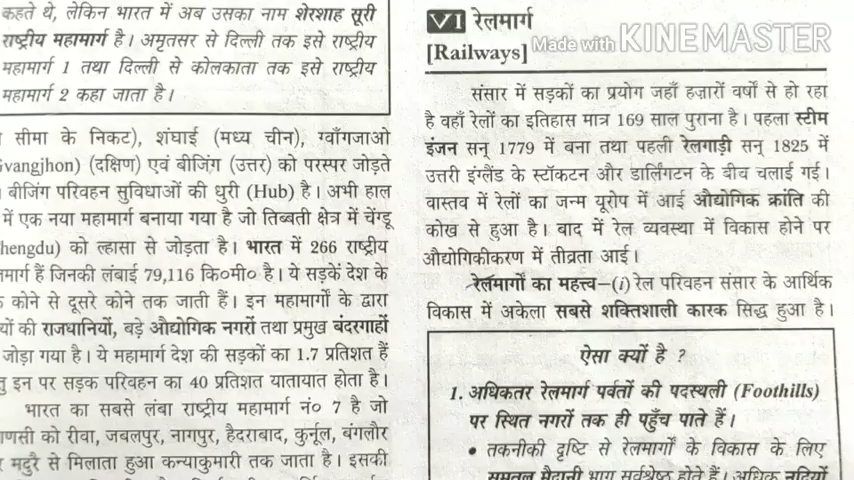 कहते थे, लेकिन भारत में अब उसका नाम शेरशाह सूरी
राष्ट्रीय महामार्ग है। अमृतसर से दिल्ली तक इसे राष्ट्रीय
महामार्ग 1 तथा दिल्ली से कोलकाता तक इसे राष्ट्रीय
महामार्ग 2 कहा जाता है।
सीमा के निकट), शंघाई (मध्य चीन), ग्वाँगजाओ
Gvangjhon) (दक्षिण) एवं बीजिंग (उत्तर) को परस्पर जोड़ते
। बीजिंग परिवहन सुविधाओं की धुरी (Hub) है। अभी हाल
में एक नया महामार्ग बनाया गया है जो तिब्बती क्षेत्र में चेंग्डू
hengdu) को ल्हासा से जोड़ता है। भारत में 266 राष्ट्रीय
मार्ग हैं जिनकी लंबाई 79,116 कि०मी० है। ये सड़कें देश के
कोने से दूसरे कोने तक जाती हैं। इन महामार्गों के द्वारा
यों की राजधानियों, बड़े औद्योगिक नगरों तथा प्रमुख बंदरगाहों
जोड़ा गया है। ये महामार्ग देश की सड़कों का 1.7 प्रतिशत हैं
इन पर सड़क परिवहन का 40 प्रतिशत यातायात होता है।
भारत का सबसे लंबा राष्ट्रीय महामार्ग नं० 7 है जो
णसी को रीवा, जबलपुर, नागपुर, हैदराबाद, कुर्नूल, बंगलौर
मदुरै से मिलाता हुआ कन्याकुमारी तक जाता है। इसकी
VI रेलमार्ग
[Railways]
Made with KINEMASTER
संसार में सड़कों का प्रयोग जहाँ हज़ारों वर्षों से हो रहा
है वहाँ रेलों का इतिहास मात्र 169 साल पुराना है। पहला स्टीम
इंजन सन् 1779 में बना तथा पहली रेलगाड़ी सन् 1825 में
उत्तरी इंग्लैंड के स्टॉकटन और डार्लिंगटन के बीच चलाई गई।
वास्तव में रेलों का जन्म यूरोप में आई औद्योगिक क्रांति की
कोख से हुआ है। बाद में रेल व्यवस्था में विकास होने पर
औद्योगिकीकरण में तीव्रता आई।
रेलमार्गों का महत्त्व–(i) रेल परिवहन संसार के आर्थिक
विकास में अकेला सबसे शक्तिशाली कारक सिद्ध हुआ है।
ऐसा क्यों है ?
1. अधिकतर रेलमार्ग पर्वतों की पदस्थली (Foothills)
पर स्थित नगरों तक ही पहुँच पाते हैं।
• तकनीकी दृष्टि से रेलमार्गों के विकास के लिए
समतल मैदानी भाग सर्वश्रेष्ठ होते हैं। अधिक नदियों